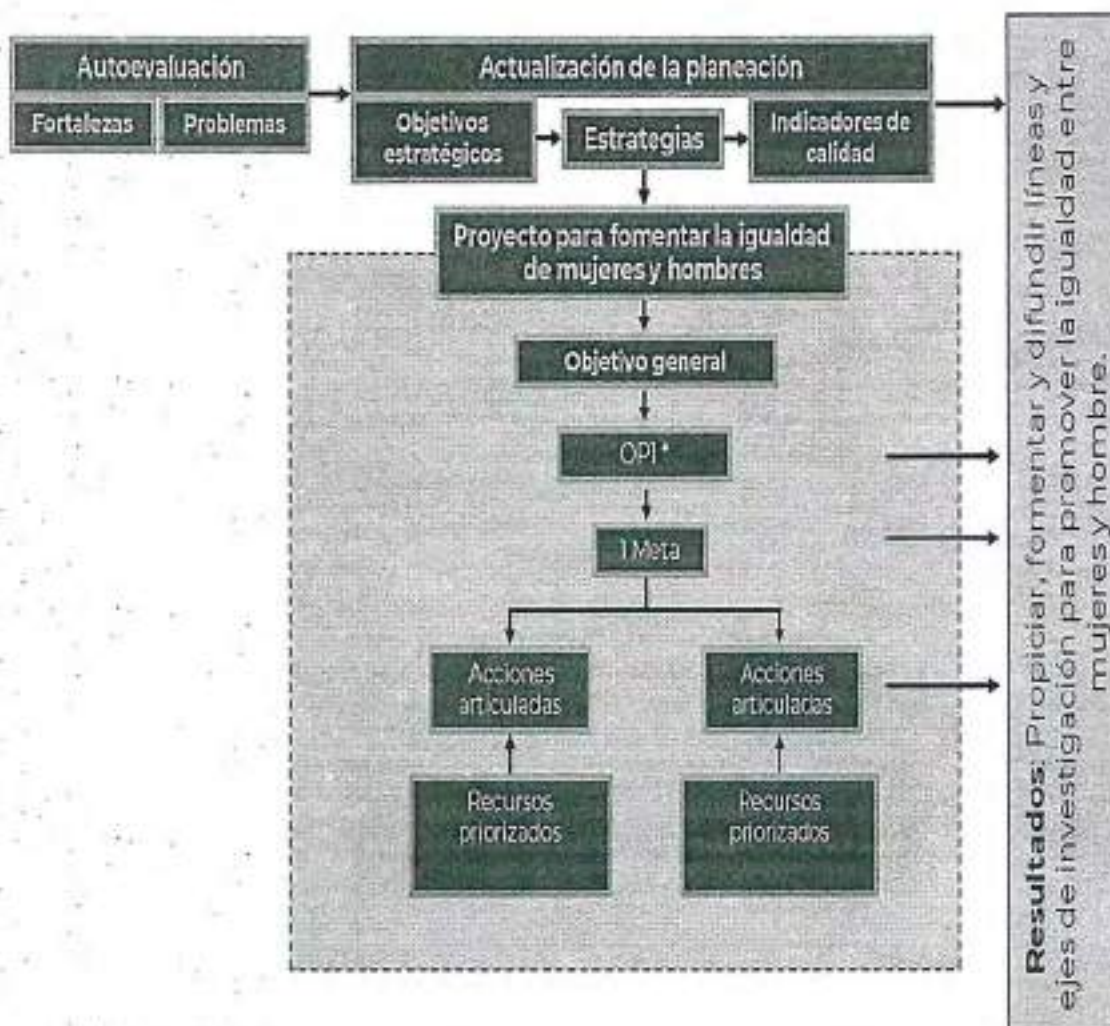 Autoevaluación
Fortalezas
Problemas
Actualización de la planeación
Objetivos
estratégicos
Estrategias
Indicadores de
calidad
Proyecto para fomentar la igualdad
de mujeres y hombres
Objetivo general
OP1 *
1 Meta
Acciones
articuladas
Acciones
articuladas
Recursos
priorizados
Recursos
priorizados
Resultados: Propiciar, fomentar y difundir líneas y
ejes de investigación para promover la igualdad entre
mujeres y hombre.